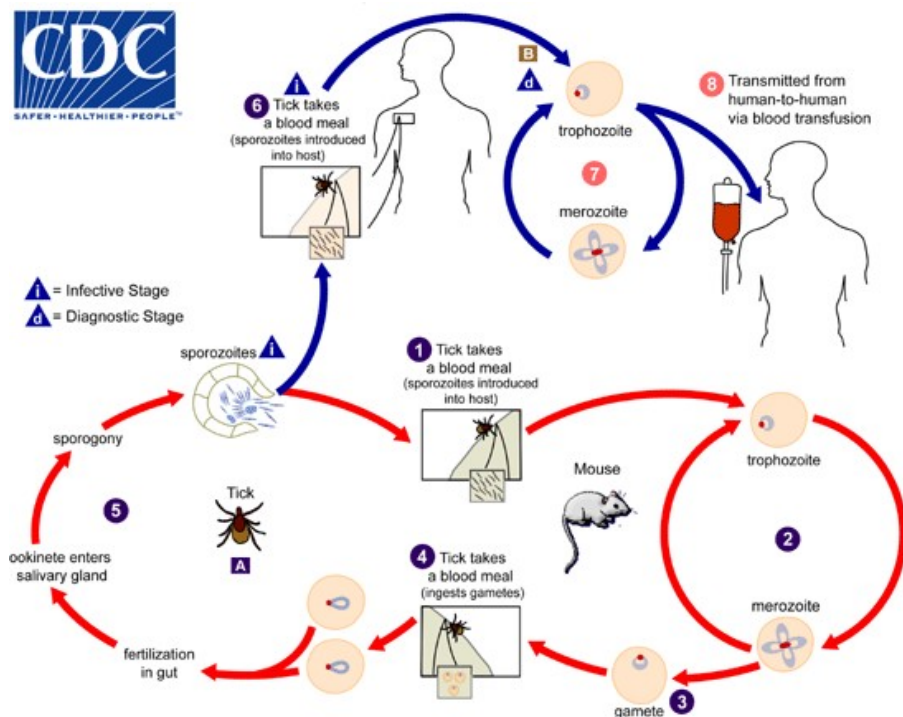 CDC
SAFER • HEALTHIER • PEOPLE™
i
6 Tick takes
a blood meal
(sporozoites introduced
into host)
B
d
trophozoite
8 Transmitted from
human-to-human
via blood transfusion
7
merozoite
i = Infective Stage
d = Diagnostic Stage
sporozoites i
1 Tick takes
a blood meal
(sporozoites introduced
into host)
trophozoite
sporogony
Mouse
Tick
5
A
2
ookinete enters
salivary gland
4 Tick takes
a blood meal
(ingests gametes)
merozoite
fertilization
in gut
gamete 3